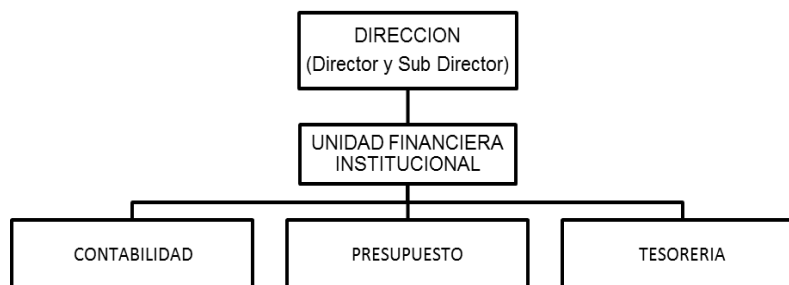 DIRECCION
(Director y Sub Director)
UNIDAD FINANCIERA
INSTITUCIONAL
CONTABILIDAD
PRESUPUESTO
TESORERIA